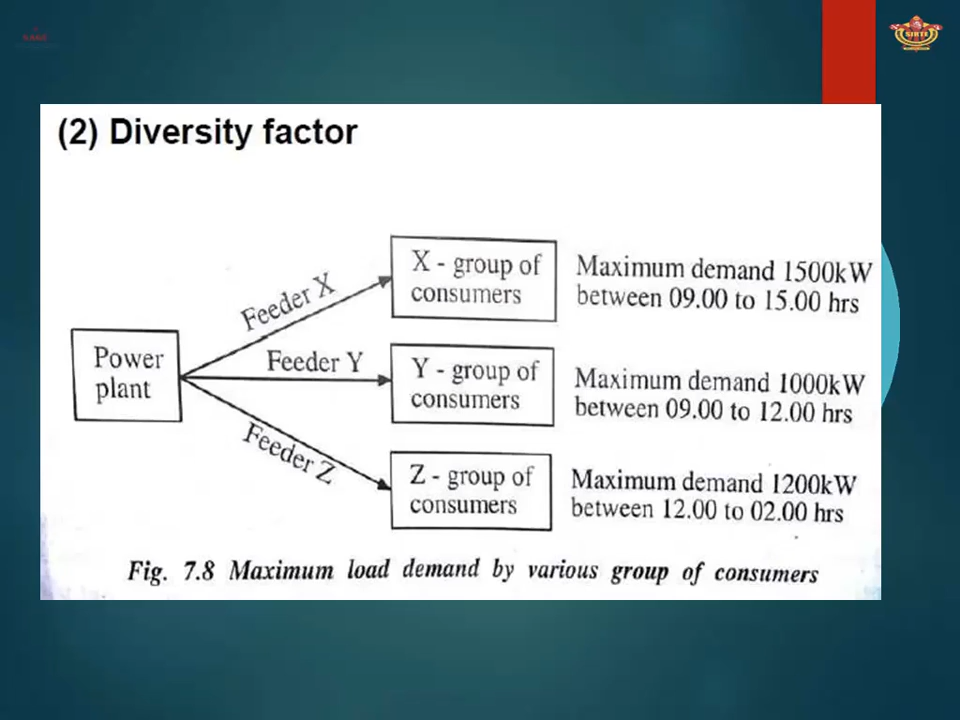 (2) Diversity factor
X - group of
consumers
Maximum demand 1500kW
between 09.00 to 15.00 hrs
Feeder X
Power
plant
Feeder Y
Y - group of
consumers
Maximum demand 1000kW
between 09.00 to 12.00 hrs
Feeder Z
Z - group of
consumers
Maximum demand 1200kW
between 12.00 to 02.00 hrs
Fig. 7.8 Maximum load demand by various group of consumers